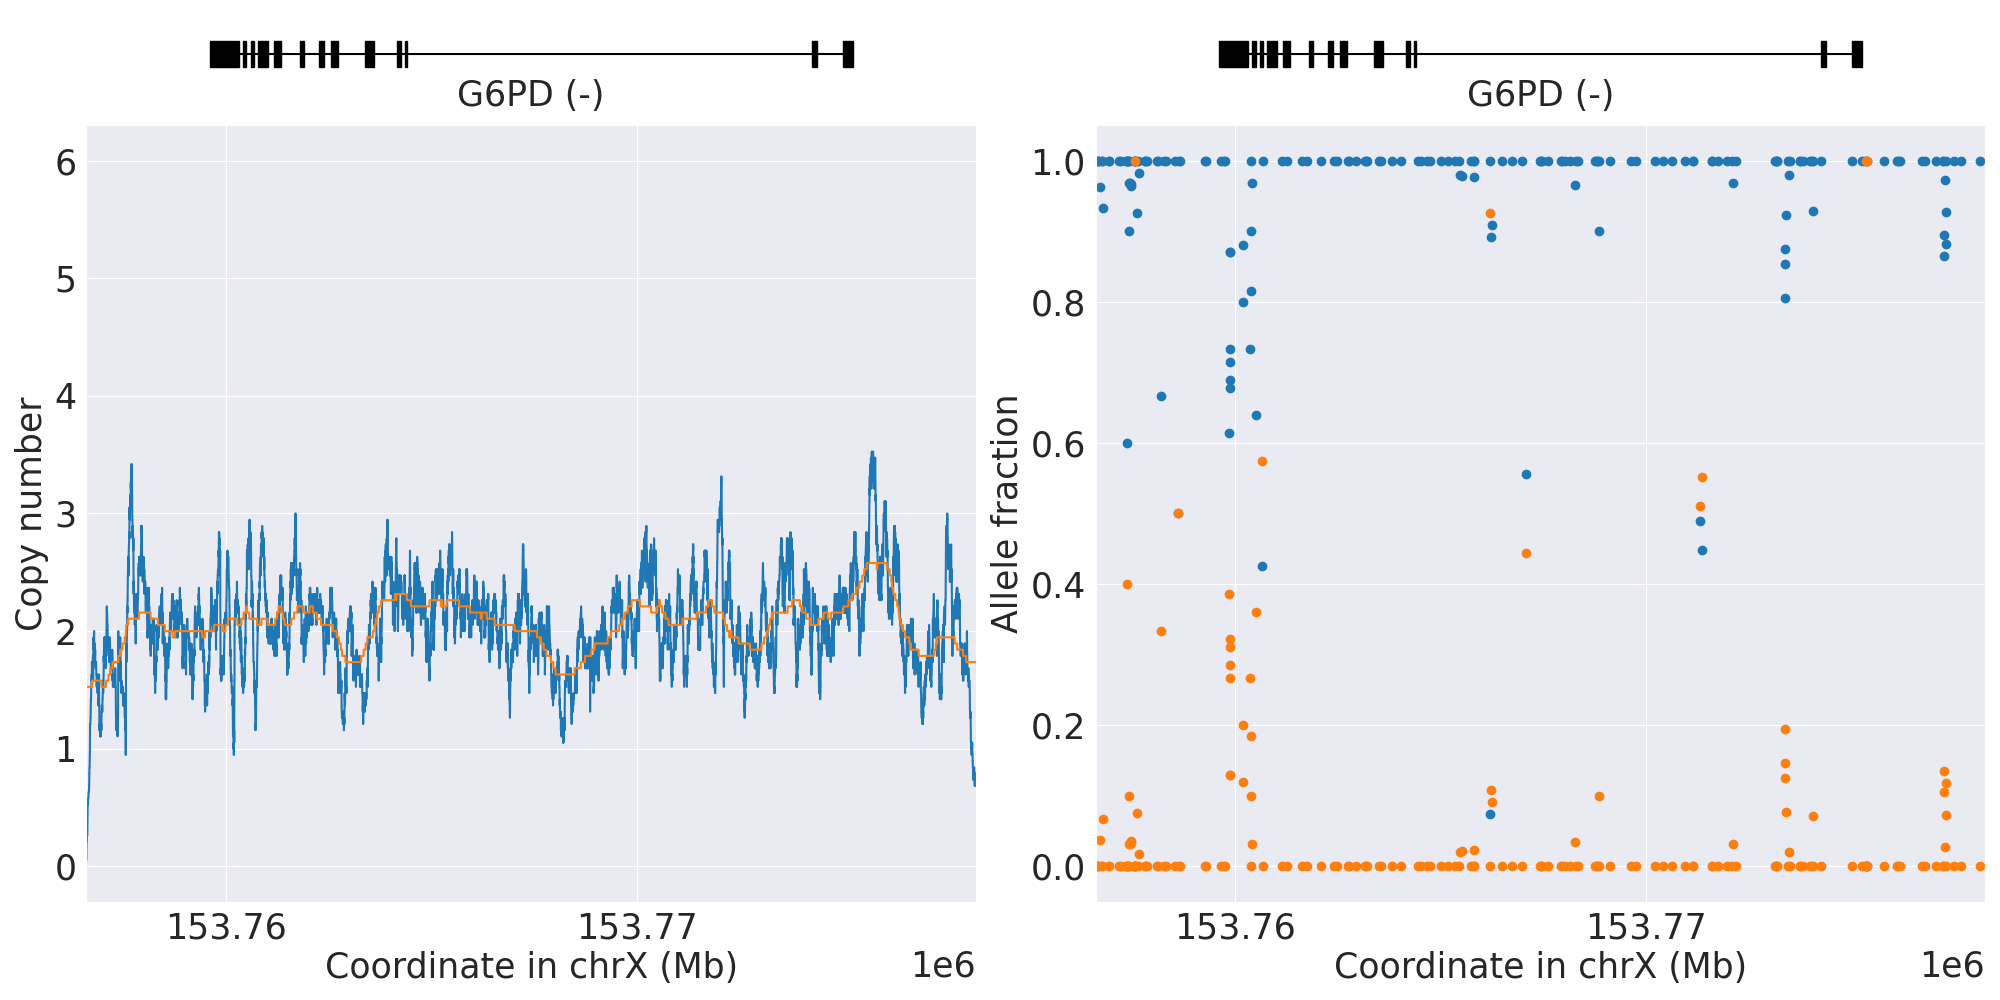 G6PD (-)
6
5
4
3
2
1
0
Copy number
153.76
153.77
Coordinate in chrX (Mb)
1e6
G6PD (-)
1.0
0.8
0.6
0.4
0.2
0.0
Allele fraction
153.76
153.77
Coordinate in chrX (Mb)
1e6